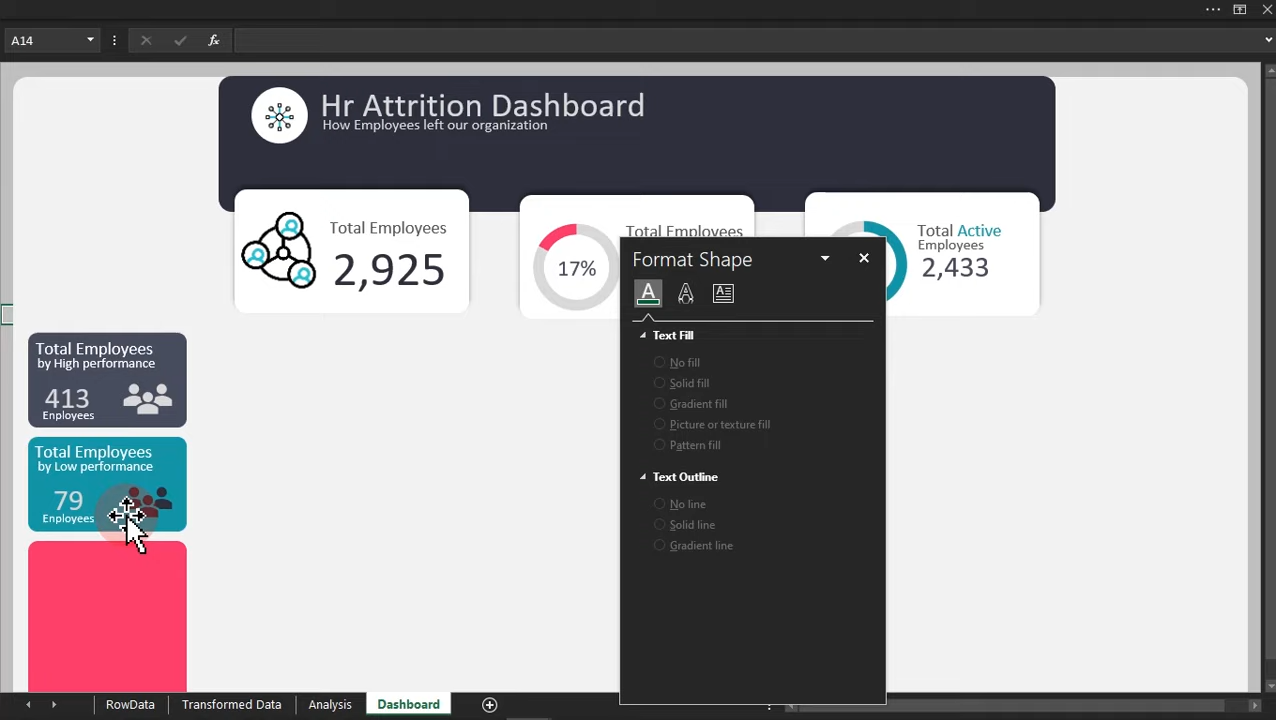 A14
fx
Hr Attrition Dashboard
How Employees left our organization
Total Employees
2,925
Total Employees
17%
Total Active
Employees
2,433
Total Employees
by High performance
413
Enployees
Total Employees
by Low performance
79
Enployees
Format Shape
Text Fill
No fill
Solid fill
Gradient fill
Picture or texture fill
Pattern fill
Text Outline
No line
Solid line
Gradient line
RowData
Transformed Data
Analysis
Dashboard